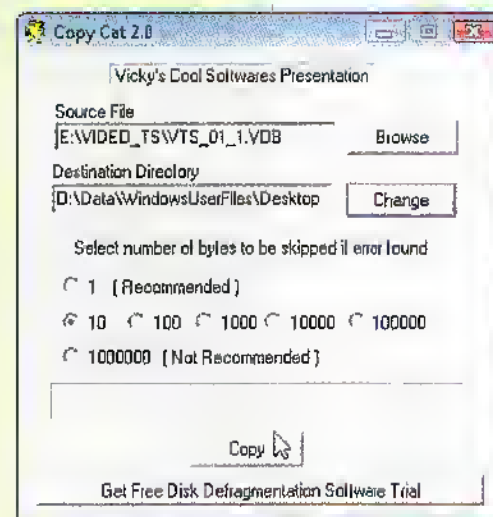 Copy Cat 2.0
Vicky's Cool Softwares Presentation
Source File
E:\VIDEO_TS\VTS_01_1.VOB
Browse
Destination Directory
D:\Data\WindowsUserFiles\Desktop
Change
Select number of bytes to be skipped if error found
1 (Recommended)
10 100 1000 10000 100000
1000000 (Not Recommended)
Copy
Get Free Disk Defragmentation Software Trial